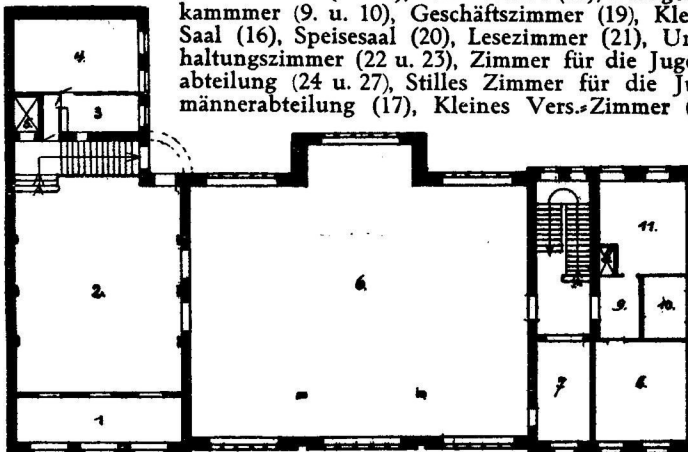 kammmer (9. u. 10), Geschäftszimmer (19), Kle
Saal (16), Speisesaal (20), Lesezimmer (21), Un
haltungszimmer (22 u. 23), Zimmer für die Juge
abteilung (24 u. 27), Stilles Zimmer für die Ju
männerabteilung (17), Kleines Vers.-Zimmer (
4.
3
2.
6.
11.
9.
10.
7
8.
1